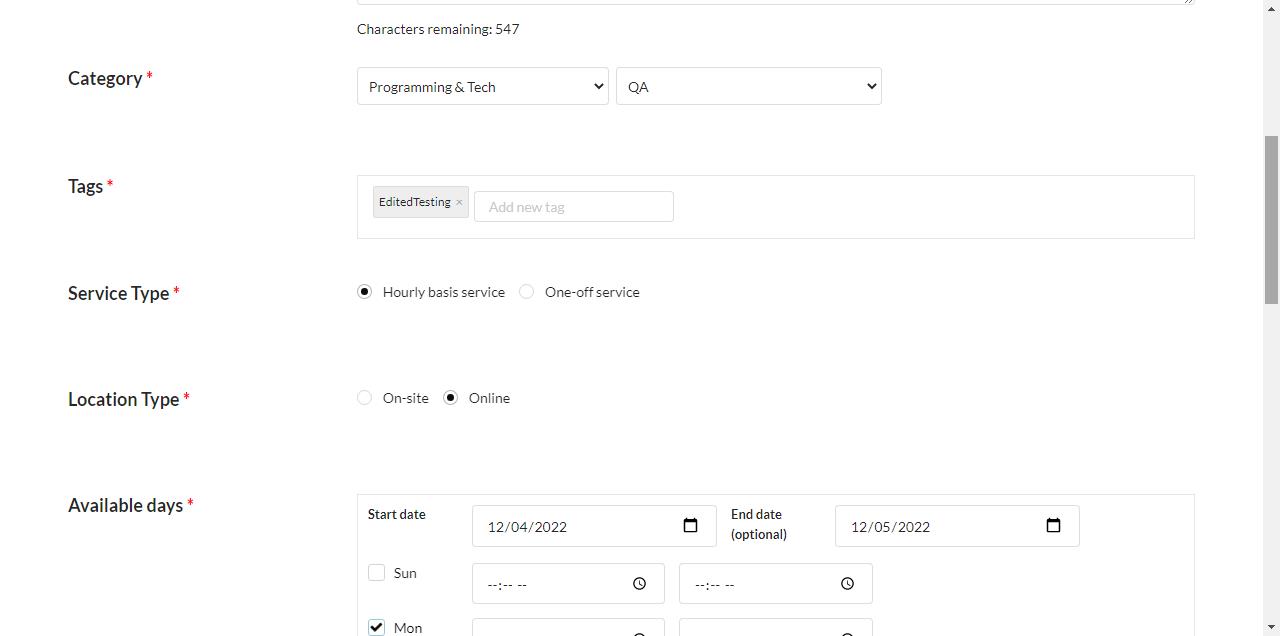 Characters remaining: 547
Category *
Programming & Tech
QA
Tags *
EditedTesting ×
Add new tag
Service Type *
Hourly basis service
One-off service
Location Type *
On-site
Online
Available days *
Start date
12/04/2022
End date
(optional)
12/05/2022
Sun
--:-- --
--:-- --
Mon